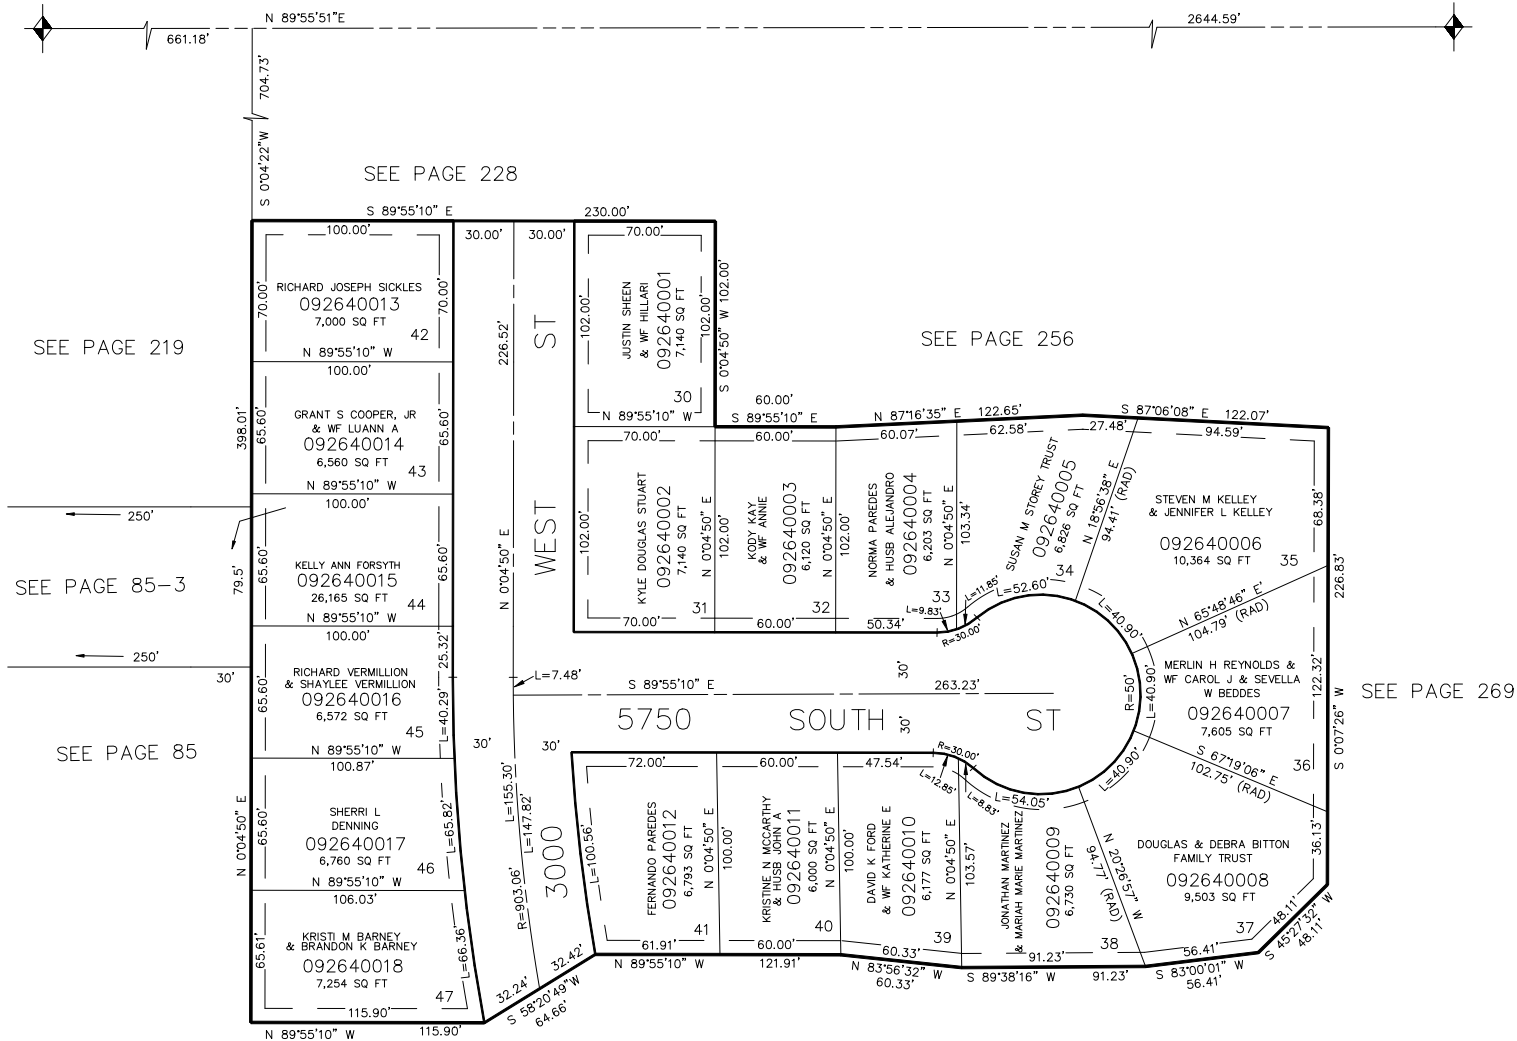 N 89°55'51"E
661.18'
2644.59'
S 0°04'22"W 704.73'
SEE PAGE 228
S 89°55'10" E 230.00'
100.00'
30.00'
30.00'
70.00'
70.00'
RICHARD JOSEPH SICKLES
092640013
7,000 SQ FT
42
70.00'
N 89°55'10" W
100.00'
SEE PAGE 219
398.01'
65.60'
GRANT S COOPER, JR
& WF LUANN A
092640014
6,560 SQ FT
43
65.60'
N 89°55'10" W
100.00'
250'
79.5'
65.60'
KELLY ANN FORSYTH
092640015
26,165 SQ FT
44
65.60'
N 89°55'10" W
100.00'
SEE PAGE 85-3
250'
30'
65.60'
RICHARD VERMILLION
& SHAYLEE VERMILLION
092640016
6,572 SQ FT
45
25.32'
L=40.29'
N 89°55'10" W
100.87'
SEE PAGE 85
N 0°04'50" E
65.60'
SHERRI L
DENNING
092640017
6,760 SQ FT
46
L=65.82'
N 89°55'10" W
106.03'
65.61'
KRISTI M BARNEY
& BRANDON K BARNEY
092640018
7,254 SQ FT
47
L=66.36'
115.90'
N 89°55'10" W 115.90'
226.52'
N 0°04'50" E
3000 WEST ST
L=7.48'
30'
30'
L=155.30'
L=147.82'
R=903.06'
L=100.56'
32.24'
32.42'
S 58°20'49"W
64.66'
102.00'
JUSTIN SHEEN
& WF HILLARI
092640001
7,140 SQ FT
30
102.00'
S 0°04'50" W 102.00'
N 89°55'10" W
70.00'
SEE PAGE 256
60.00'
S 89°55'10" E
N 87°16'35" E 122.65'
S 87°06'08" E 122.07'
102.00'
KYLE DOUGLAS STUART
092640002
7,140 SQ FT
31
N 0°04'50" E
102.00'
70.00'
60.00'
KODY KAY
& WF ANNIE
092640003
6,120 SQ FT
32
N 0°04'50" E
102.00'
60.00'
60.07'
NORMA PAREDES
& HUSB ALEJANDRO
092640004
6,203 SQ FT
33
N 0°04'50" E
103.34'
50.34'
L=9.83'
R=30.00'
L=11.85'
62.58'
27.48'
SUSAN M STOREY TRUST
092640005
6,826 SQ FT
34
L=52.60'
N 18°56'38" E
94.41' (RAD)
94.59'
STEVEN M KELLEY
& JENNIFER L KELLEY
092640006
10,364 SQ FT
35
68.38'
L=40.90'
N 65°48'46" E'
104.79' (RAD)
226.83'
MERLIN H REYNOLDS &
WF CAROL J & SEVELLA
W BEDDES
092640007
7,605 SQ FT
36
122.32'
R=50'
L=40.90'
S 0°07'26" W
SEE PAGE 269
S 67°19'06" E
102.75' (RAD)
L=40.90'
S 89°55'10" E 263.23'
30'
5750 SOUTH ST
30'
72.00'
FERNANDO PAREDES
092640012
6,793 SQ FT
41
N 0°04'50" E
100.00'
61.91'
60.00'
KRISTINE N MCCARTHY
& HUSB JOHN A
092640011
6,000 SQ FT
40
N 0°04'50" E
100.00'
60.00'
N 89°55'10" W 121.91'
47.54'
R=30.00'
L=12.85'
L=8.83'
DAVID K FORD
& WF KATHERINE E
092640010
6,177 SQ FT
39
N 0°04'50" E
103.57'
60.33'
N 83°56'32" W
60.33'
L=54.05'
JONATHAN MARTINEZ
& MARIAH MARIE MARTINEZ
092640009
6,730 SQ FT
38
N 20°26'57" W
94.77' (RAD)
91.23'
S 89°38'16" W 91.23'
DOUGLAS & DEBRA BITTON
FAMILY TRUST
092640008
9,503 SQ FT
37
36.13'
48.11'
S 45°27'32" W
48.11'
56.41'
S 83°00'01" W
56.41'